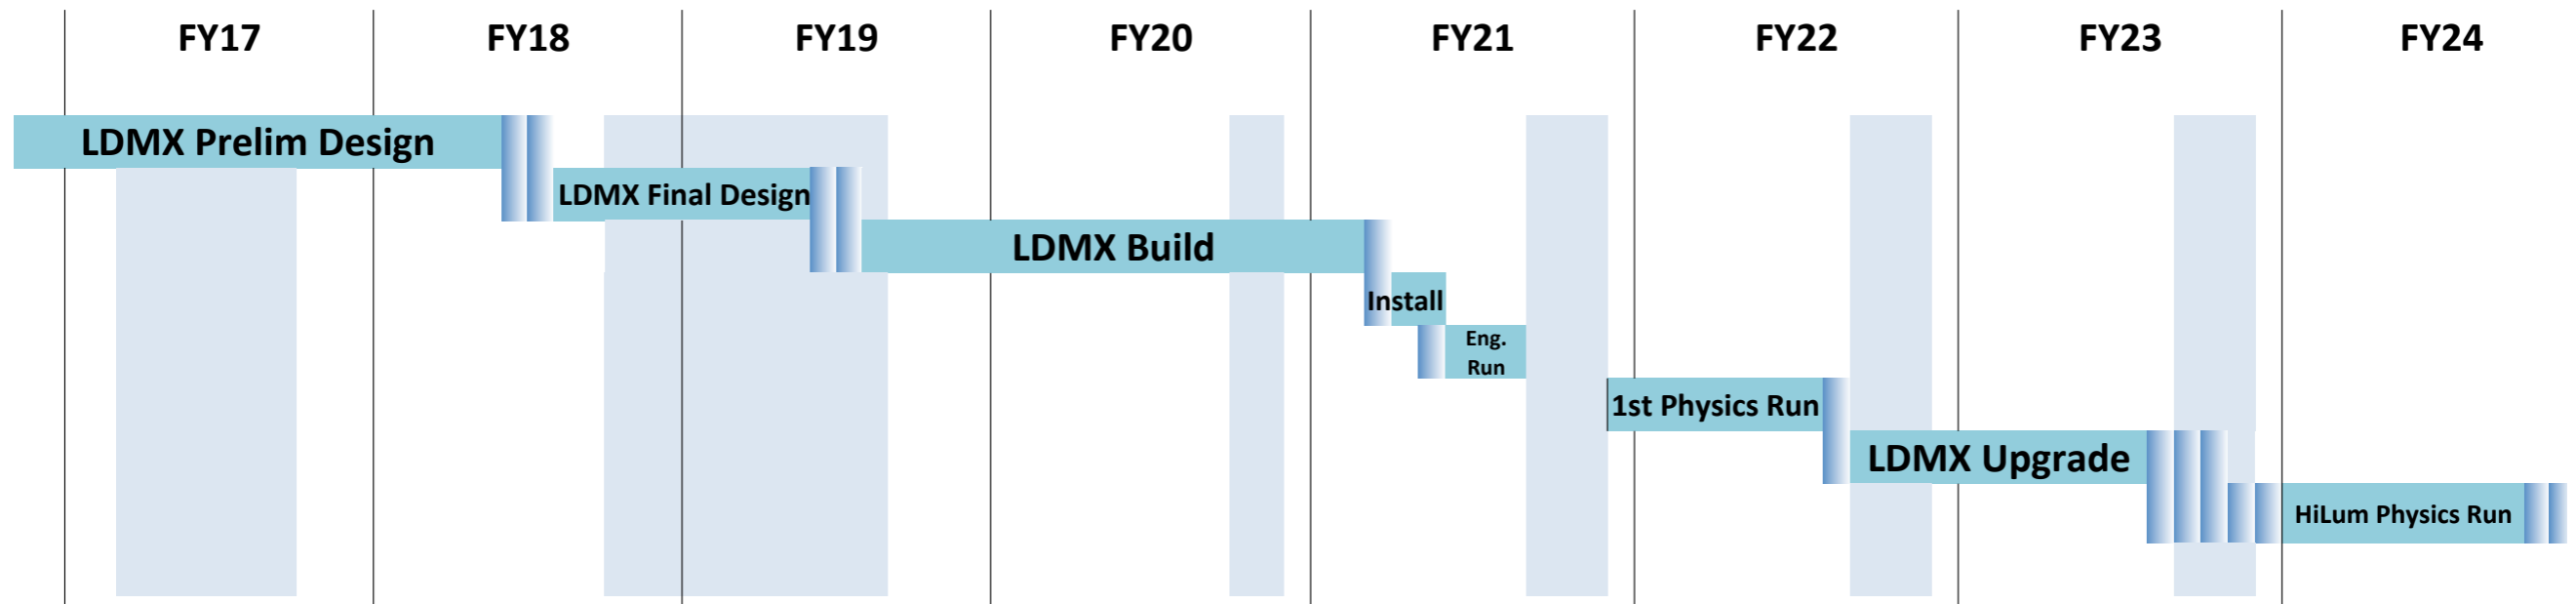 FY17 FY18 FY19 FY20 FY21 FY22 FY23 FY24
LDMX Prelim Design
LDMX Final Design
LDMX Build
Install
Eng.
Run
1st Physics Run
LDMX Upgrade
HiLum Physics Run